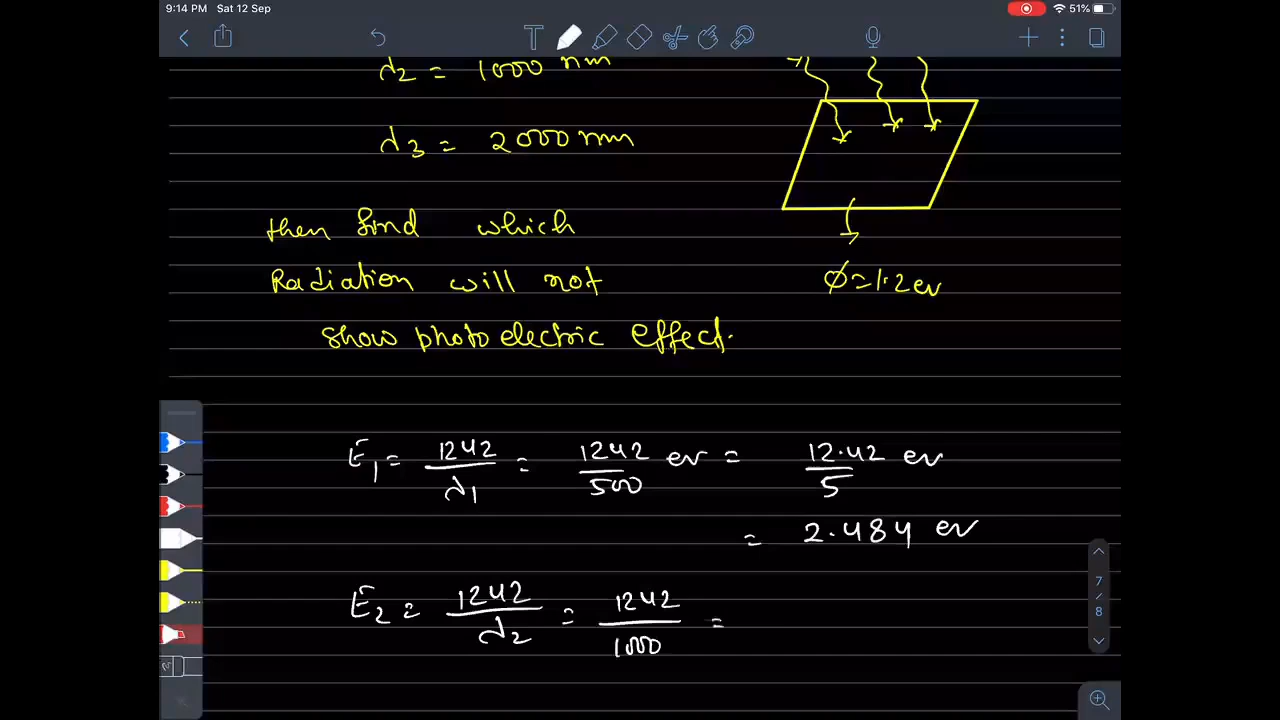 9:14 PM Sat 12 Sep 51%
T
λ2 = 1000 nm
λ3 = 2000 nm
then find which
Radiation will not
show photoelectric effect.
ϕ=1.2ev
E1 = 1242/λ1 = 1242/500 ev = 12.42/5 ev
= 2.484 ev
E2 = 1242/λ2 = 1242/1000 =
7/8